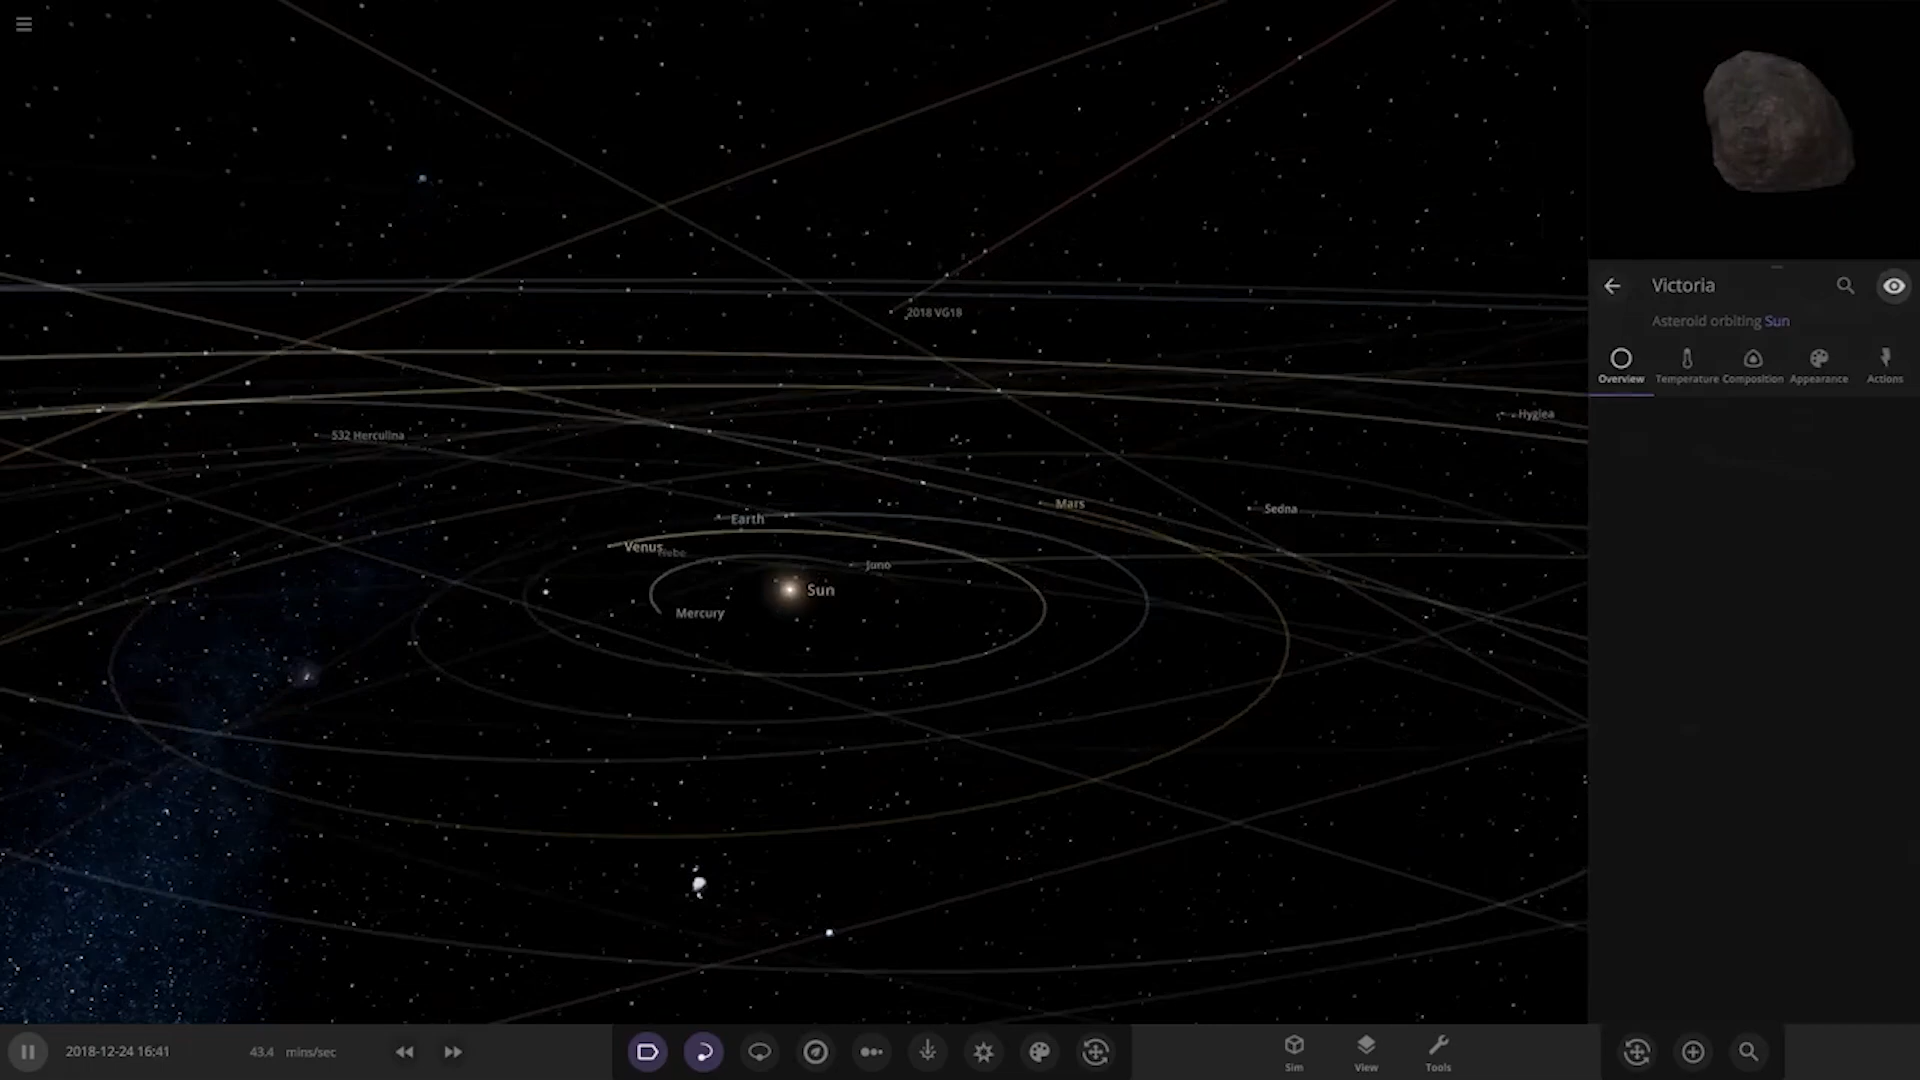 2018 VG18
Hygiea
532 Herculina
Mars
Sedna
Earth
Venus
Hebe
Juno
Sun
Mercury
Victoria
Asteroid orbiting Sun
Overview
Temperature
Composition
Appearance
Actions
2018-12-24 16:41
43.4 mins/sec
Sim
View
Tools